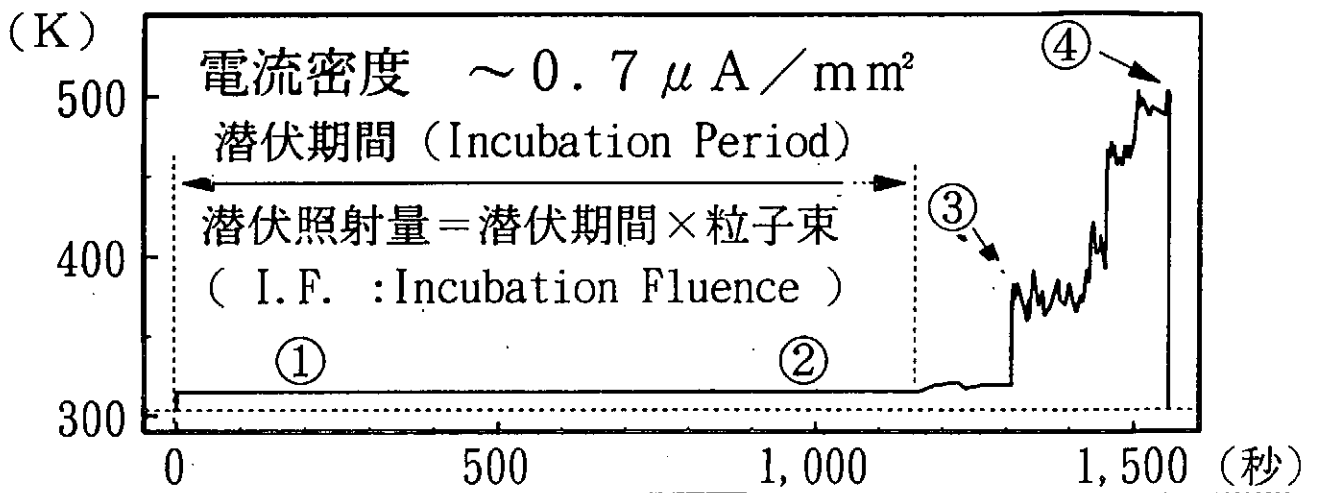 (K)
電流密度 ~0.7μA/mm²
潜伏期間(Incubation Period)
潜伏照射量=潜伏期間×粒子束
( I.F. :Incubation Fluence )
① ② ③ ④
500
400
300
0 500 1,000 1,500 (秒)